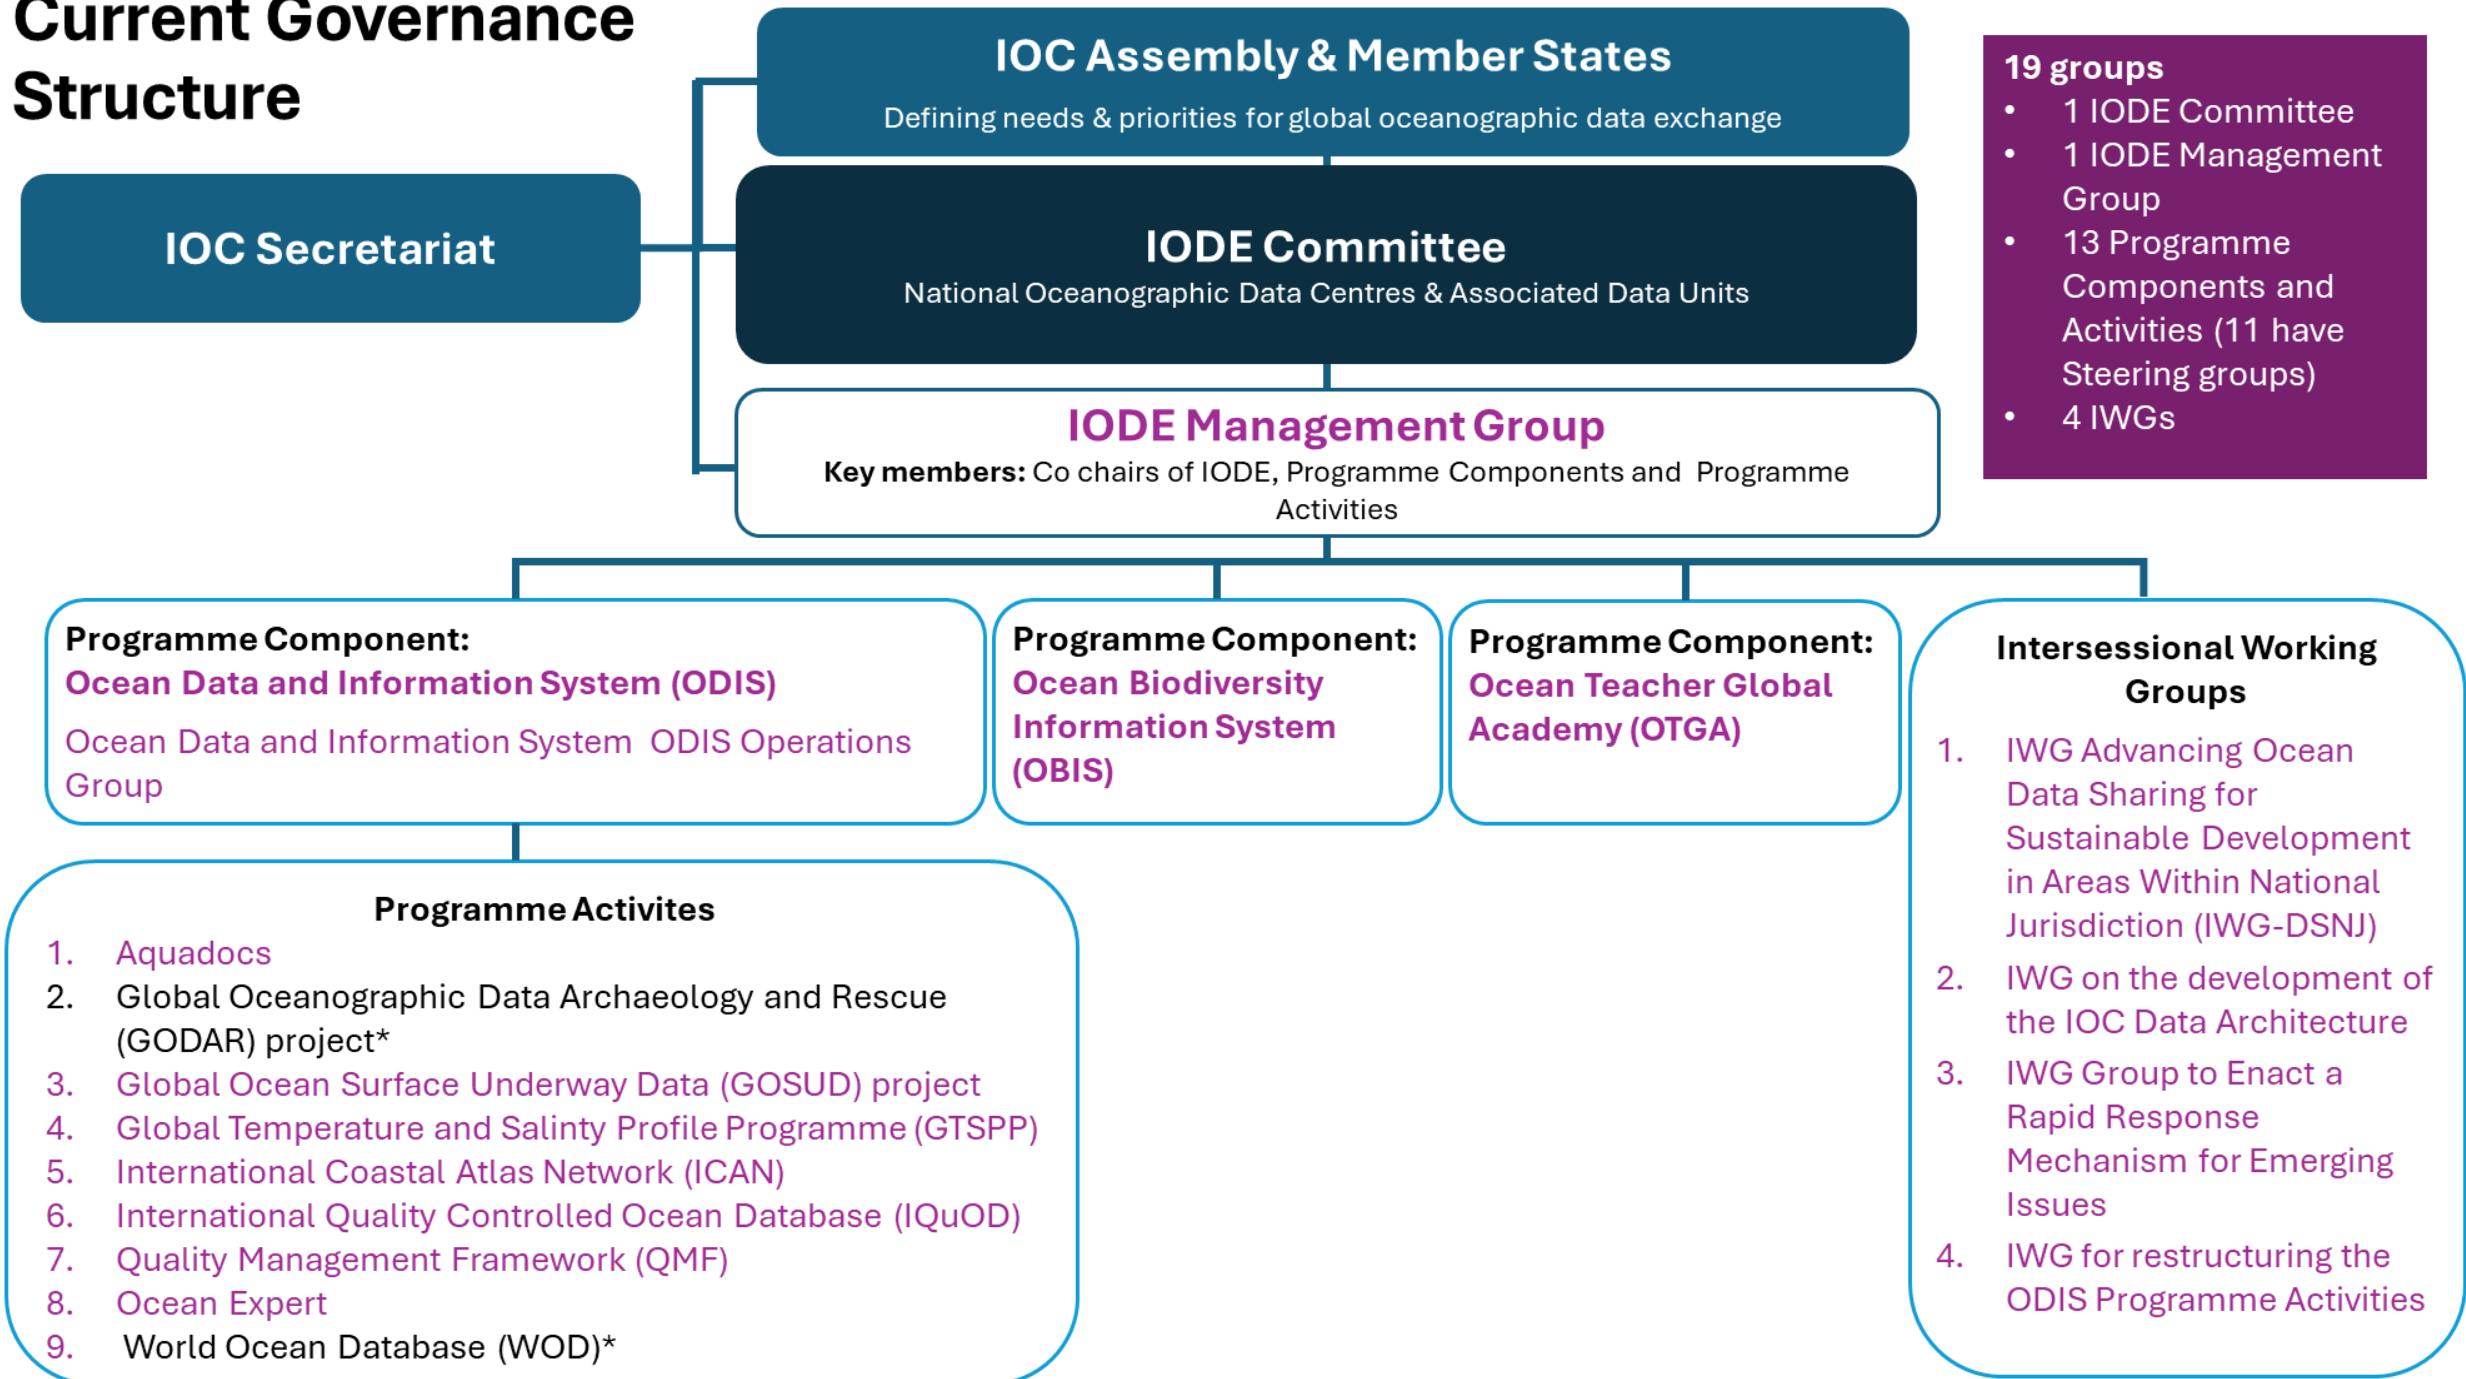 Current Governance
Structure
IOC Assembly & Member States
Defining needs & priorities for global oceanographic data exchange
IOC Secretariat
IODE Committee
National Oceanographic Data Centres & Associated Data Units
IODE Management Group
Key members: Co chairs of IODE, Programme Components and Programme
Activities
19 groups
• 1 IODE Committee
• 1 IODE Management
Group
• 13 Programme
Components and
Activities (11 have
Steering groups)
• 4 IWGs
Programme Component:
Ocean Data and Information System (ODIS)
Ocean Data and Information System ODIS Operations
Group
Programme Component:
Ocean Biodiversity
Information System
(OBIS)
Programme Component:
Ocean Teacher Global
Academy (OTGA)
Intersessional Working
Groups
1. IWG Advancing Ocean
Data Sharing for
Sustainable Development
in Areas Within National
Jurisdiction (IWG-DSNJ)
2. IWG on the development of
the IOC Data Architecture
3. IWG Group to Enact a
Rapid Response
Mechanism for Emerging
Issues
4. IWG for restructuring the
ODIS Programme Activities
Programme Activites
1. Aquadocs
2. Global Oceanographic Data Archaeology and Rescue
(GODAR) project*
3. Global Ocean Surface Underway Data (GOSUD) project
4. Global Temperature and Salinty Profile Programme (GTSPP)
5. International Coastal Atlas Network (ICAN)
6. International Quality Controlled Ocean Database (IQuOD)
7. Quality Management Framework (QMF)
8. Ocean Expert
9. World Ocean Database (WOD)*